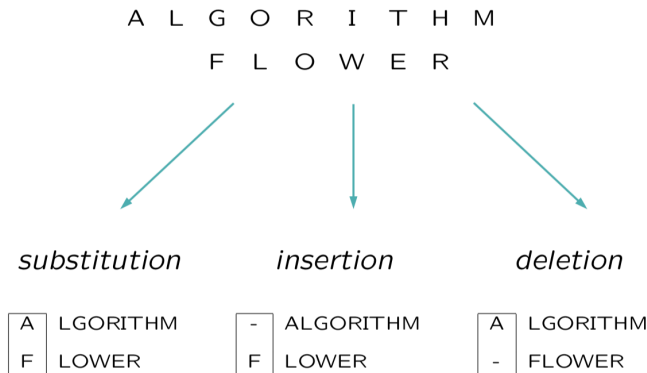 A L G O R I T H M
F L O W E R
substitution insertion deletion
A LGORITHM - ALGORITHM A LGORITHM
F LOWER F LOWER - FLOWER